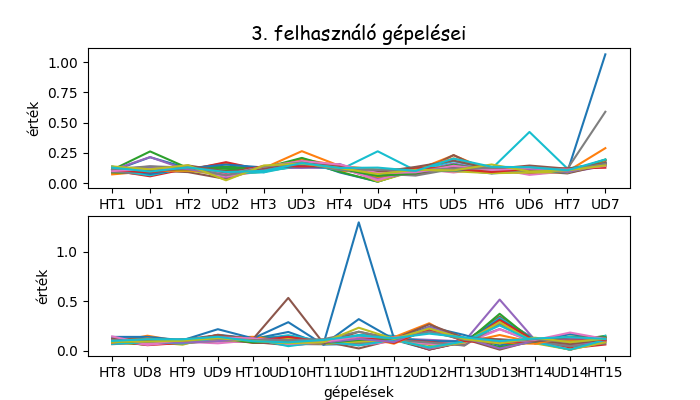 3. felhasználó gépelései
érték
1.00
0.75
0.50
0.25
0.00
HT1 UD1 HT2 UD2 HT3 UD3 HT4 UD4 HT5 UD5 HT6 UD6 HT7 UD7
érték
1.0
0.5
0.0
HT8 UD8 HT9 UD9 HT10 UD10 HT11 UD11 HT12 UD12 HT13 UD13 HT14 UD14 HT15
gépelések